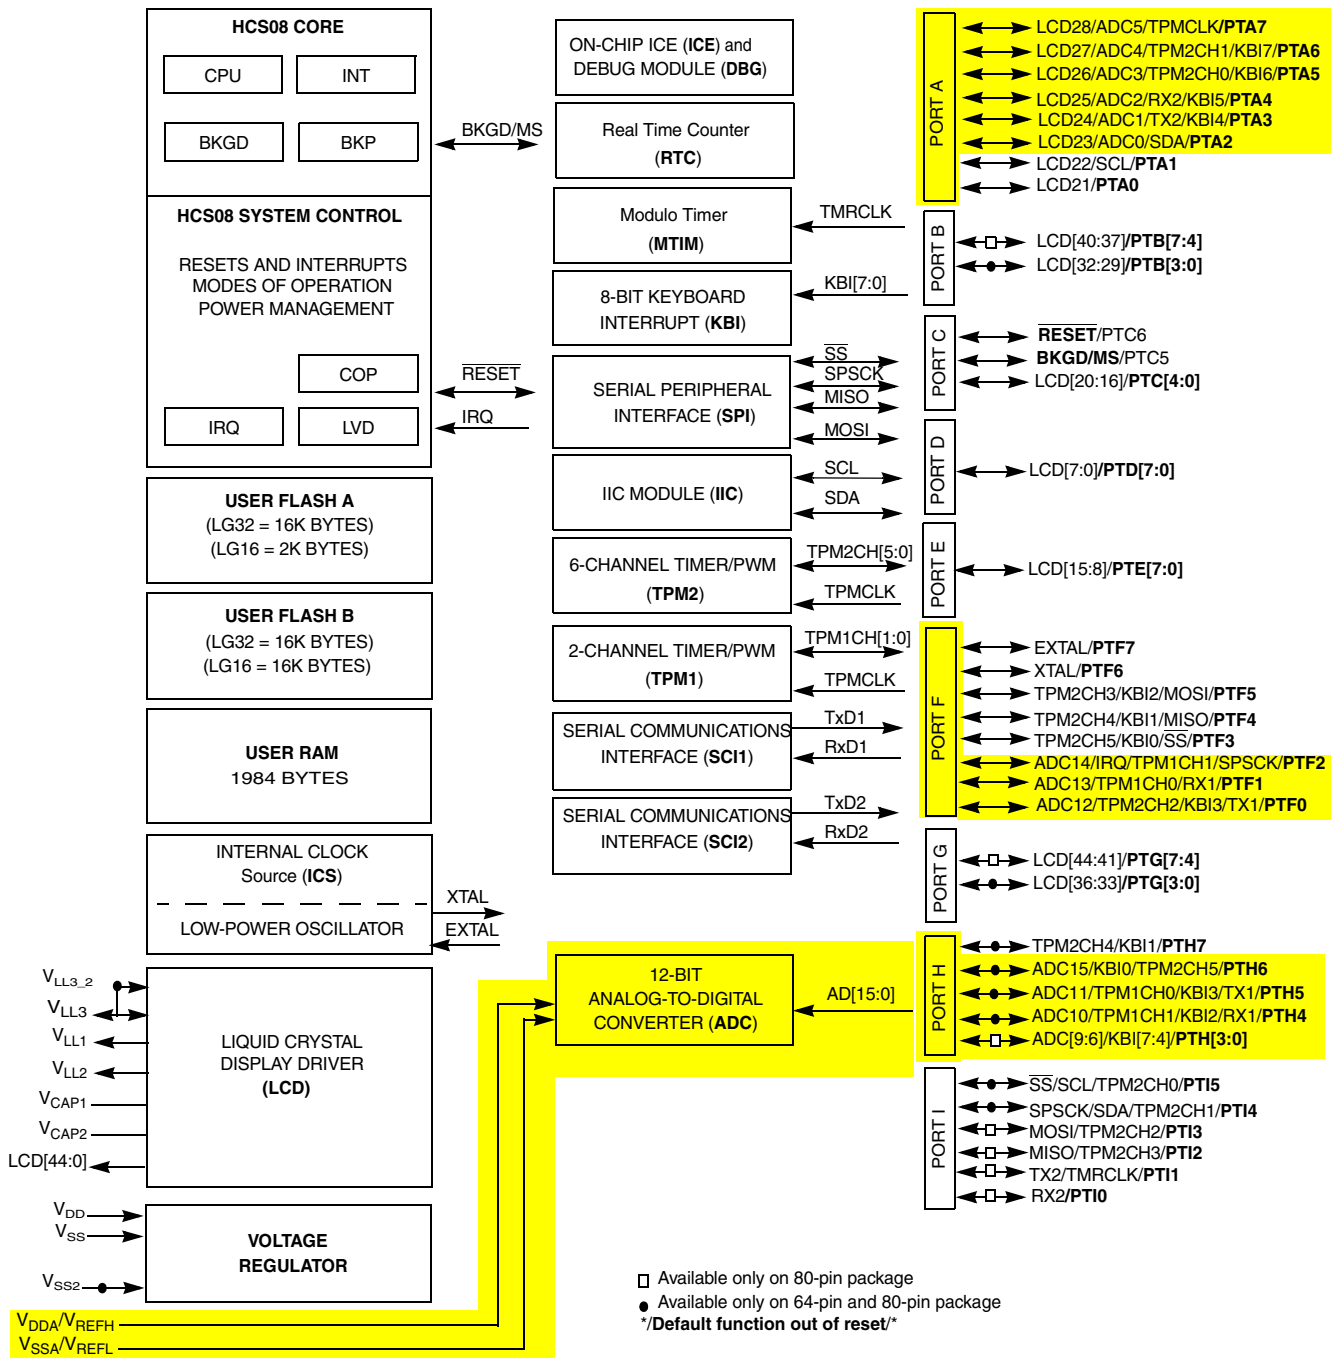 HCS08 CORE
CPU
INT
BKGD
BKP
HCS08 SYSTEM CONTROL
RESETS AND INTERRUPTS
MODES OF OPERATION
POWER MANAGEMENT
COP
IRQ
LVD
BKGD/MS
RESET
IRQ
USER FLASH A
(LG32 = 16K BYTES)
(LG16 = 2K BYTES)
USER FLASH B
(LG32 = 16K BYTES)
(LG16 = 16K BYTES)
USER RAM
1984 BYTES
INTERNAL CLOCK
Source (ICS)
LOW-POWER OSCILLATOR
XTAL
EXTAL
VLL3_2
VLL3
VLL1
VLL2
VCAP1
VCAP2
LCD[44:0]
LIQUID CRYSTAL
DISPLAY DRIVER
(LCD)
VDD
VSS
VSS2
VOLTAGE
REGULATOR
VDDA/VREFH
VSSA/VREFL
ON-CHIP ICE (ICE) and
DEBUG MODULE (DBG)
Real Time Counter
(RTC)
Modulo Timer
(MTIM)
TMRCLK
8-BIT KEYBOARD
INTERRUPT (KBI)
KBI[7:0]
SERIAL PERIPHERAL
INTERFACE (SPI)
SS
SPSCK
MISO
MOSI
IIC MODULE (IIC)
SCL
SDA
6-CHANNEL TIMER/PWM
(TPM2)
TPM2CH[5:0]
TPMCLK
2-CHANNEL TIMER/PWM
(TPM1)
TPM1CH[1:0]
TPMCLK
SERIAL COMMUNICATIONS
INTERFACE (SCI1)
TxD1
RxD1
SERIAL COMMUNICATIONS
INTERFACE (SCI2)
TxD2
RxD2
12-BIT
ANALOG-TO-DIGITAL
CONVERTER (ADC)
AD[15:0]
PORT A
LCD28/ADC5/TPMCLK/PTA7
LCD27/ADC4/TPM2CH1/KBI7/PTA6
LCD26/ADC3/TPM2CH0/KBI6/PTA5
LCD25/ADC2/RX2/KBI5/PTA4
LCD24/ADC1/TX2/KBI4/PTA3
LCD23/ADC0/SDA/PTA2
LCD22/SCL/PTA1
LCD21/PTA0
PORT B
LCD[40:37]/PTB[7:4]
LCD[32:29]/PTB[3:0]
PORT C
RESET/PTC6
BKGD/MS/PTC5
LCD[20:16]/PTC[4:0]
PORT D
LCD[7:0]/PTD[7:0]
PORT E
LCD[15:8]/PTE[7:0]
PORT F
EXTAL/PTF7
XTAL/PTF6
TPM2CH3/KBI2/MOSI/PTF5
TPM2CH4/KBI1/MISO/PTF4
TPM2CH5/KBI0/SS/PTF3
ADC14/IRQ/TPM1CH1/SPSCK/PTF2
ADC13/TPM1CH0/RX1/PTF1
ADC12/TPM2CH2/KBI3/TX1/PTF0
PORT G
LCD[44:41]/PTG[7:4]
LCD[36:33]/PTG[3:0]
PORT H
TPM2CH4/KBI1/PTH7
ADC15/KBI0/TPM2CH5/PTH6
ADC11/TPM1CH0/KBI3/TX1/PTH5
ADC10/TPM1CH1/KBI2/RX1/PTH4
ADC[9:6]/KBI[7:4]/PTH[3:0]
PORT I
SS/SCL/TPM2CH0/PTI5
SPSCK/SDA/TPM2CH1/PTI4
MOSI/TPM2CH2/PTI3
MISO/TPM2CH3/PTI2
TX2/TMRCLK/PTI1
RX2/PTI0
Available only on 80-pin package
Available only on 64-pin and 80-pin package
*/Default function out of reset/*